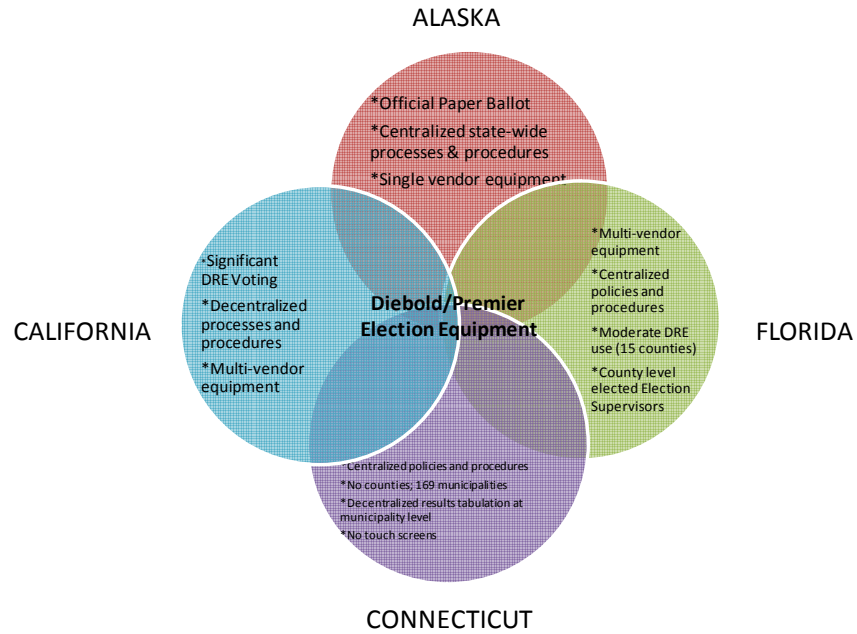 ALASKA
*Official Paper Ballot
*Centralized state-wide
processes & procedures
*Single vendor equipment
CALIFORNIA
*Significant
DRE Voting
*Decentralized
processes and
procedures
*Multi-vendor
equipment
Diebold/Premier
Election Equipment
*Multi-vendor
equipment
*Centralized
policies and
procedures
*Moderate DRE
use (15 counties)
*County level
elected Election
Supervisors
FLORIDA
*Centralized policies and procedures
*No counties; 169 municipalities
*Decentralized results tabulation at
municipality level
*No touch screens
CONNECTICUT